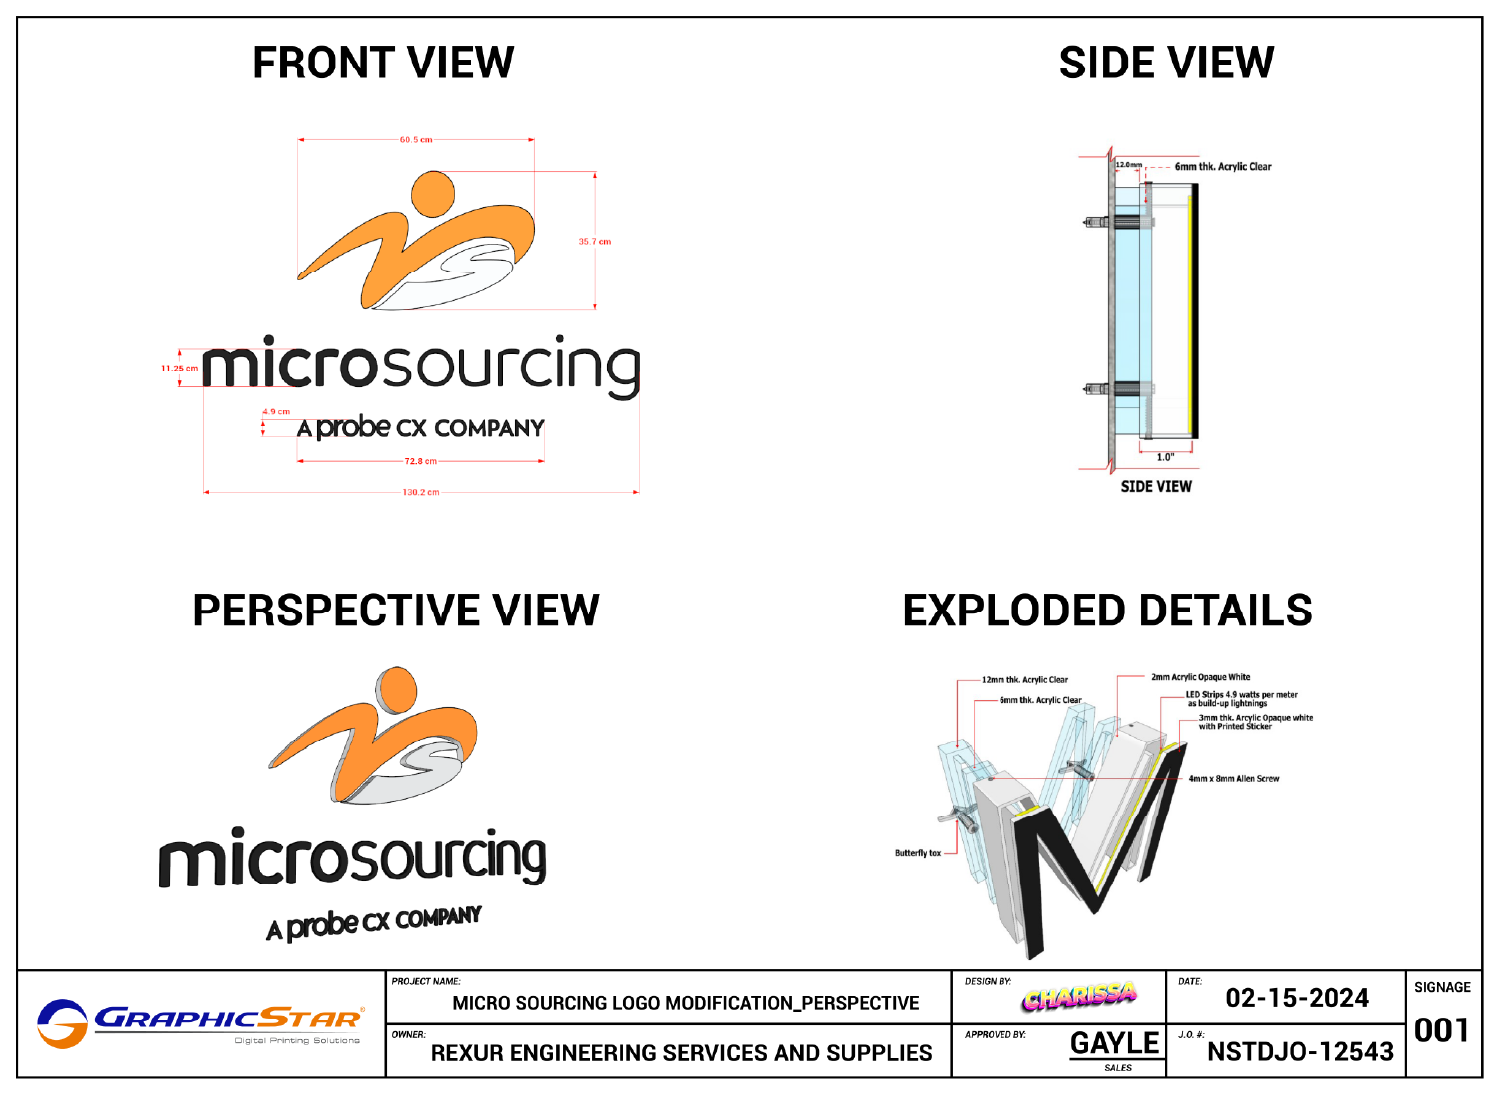 FRONT VIEW
60.5 cm
35.7 cm
microsourcing
11.25 cm
4.9 cm
A probe CX COMPANY
72.8 cm
130.2 cm
SIDE VIEW
12.0mm
6mm thk. Acrylic Clear
1.0"
SIDE VIEW
PERSPECTIVE VIEW
microsourcing
A probe CX COMPANY
EXPLODED DETAILS
12mm thk. Acrylic Clear
6mm thk. Acrylic Clear
2mm Acrylic Opaque White
LED Strips 4.9 watts per meter
as build-up lightnings
3mm thk. Arcylic Opaque white
with Printed Sticker
4mm x 8mm Allen Screw
Butterfly tox
GRAPHICSTAR®
Digital Printing Solutions
PROJECT NAME:
MICRO SOURCING LOGO MODIFICATION_PERSPECTIVE
OWNER:
REXUR ENGINEERING SERVICES AND SUPPLIES
DESIGN BY:
CHARISSA
APPROVED BY:
GAYLE
SALES
DATE:
02-15-2024
J.O. #:
NSTDJO-12543
SIGNAGE
001